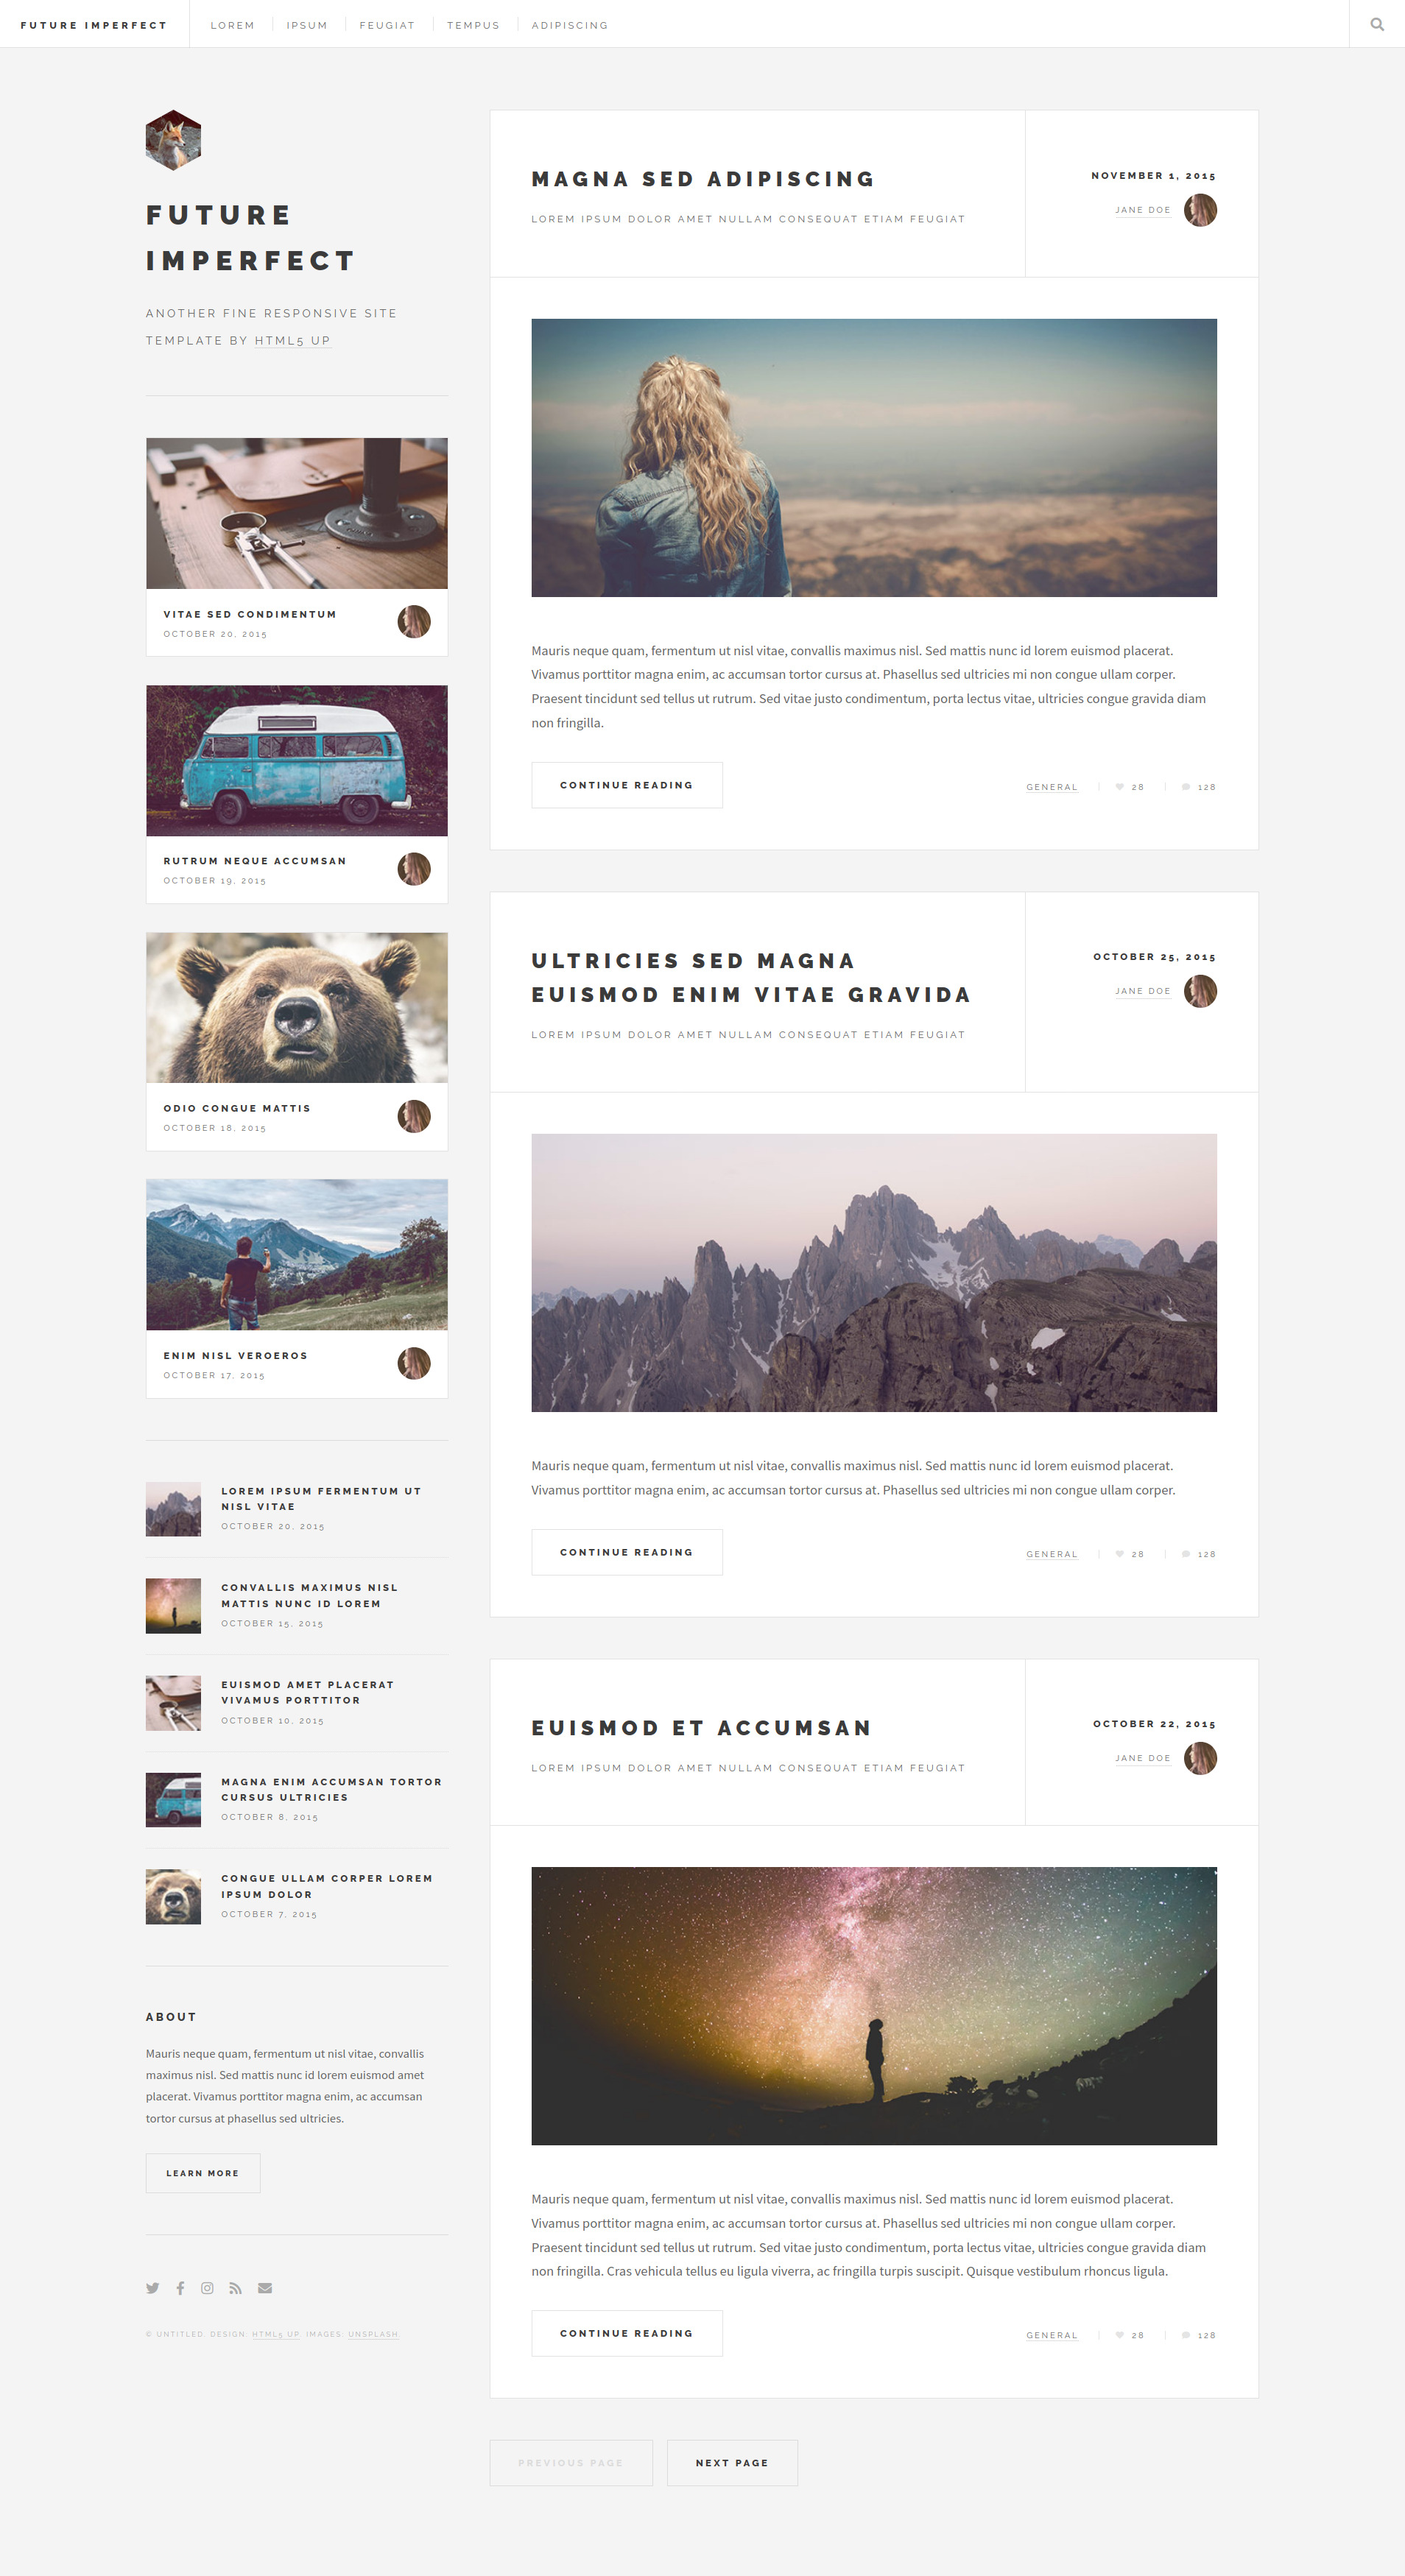 FUTURE IMPERFECT
LOREM
IPSUM
FEUGIAT
TEMPUS
ADIPISCING
FUTURE
IMPERFECT
ANOTHER FINE RESPONSIVE SITE
TEMPLATE BY HTML5 UP
VITAE SED CONDIMENTUM
OCTOBER 20, 2015
RUTRUM NEQUE ACCUMSAN
OCTOBER 19, 2015
ODIO CONGUE MATTIS
OCTOBER 18, 2015
ENIM NISL VEROEROS
OCTOBER 17, 2015
LOREM IPSUM FERMENTUM UT
NISL VITAE
OCTOBER 20, 2015
CONVALLIS MAXIMUS NISL
MATTIS NUNC ID LOREM
OCTOBER 15, 2015
EUISMOD AMET PLACERAT
VIVAMUS PORTTITOR
OCTOBER 10, 2015
MAGNA ENIM ACCUMSAN TORTOR
CURSUS ULTRICIES
OCTOBER 8, 2015
CONGUE ULLAM CORPER LOREM
IPSUM DOLOR
OCTOBER 7, 2015
ABOUT
Mauris neque quam, fermentum ut nisl vitae, convallis
maximus nisl. Sed mattis nunc id lorem euismod amet
placerat. Vivamus porttitor magna enim, ac accumsan
tortor cursus at phasellus sed ultricies.
LEARN MORE
© UNTITLED. DESIGN: HTML5 UP. IMAGES: UNSPLASH.
MAGNA SED ADIPISCING
LOREM IPSUM DOLOR AMET NULLAM CONSEQUAT ETIAM FEUGIAT
NOVEMBER 1, 2015
JANE DOE
Mauris neque quam, fermentum ut nisl vitae, convallis maximus nisl. Sed mattis nunc id lorem euismod placerat.
Vivamus porttitor magna enim, ac accumsan tortor cursus at. Phasellus sed ultricies mi non congue ullam corper.
Praesent tincidunt sed tellus ut rutrum. Sed vitae justo condimentum, porta lectus vitae, ultricies congue gravida diam
non fringilla.
CONTINUE READING
GENERAL
28
128
ULTRICIES SED MAGNA
EUISMOD ENIM VITAE GRAVIDA
LOREM IPSUM DOLOR AMET NULLAM CONSEQUAT ETIAM FEUGIAT
OCTOBER 25, 2015
JANE DOE
Mauris neque quam, fermentum ut nisl vitae, convallis maximus nisl. Sed mattis nunc id lorem euismod placerat.
Vivamus porttitor magna enim, ac accumsan tortor cursus at. Phasellus sed ultricies mi non congue ullam corper.
CONTINUE READING
GENERAL
28
128
EUISMOD ET ACCUMSAN
LOREM IPSUM DOLOR AMET NULLAM CONSEQUAT ETIAM FEUGIAT
OCTOBER 22, 2015
JANE DOE
Mauris neque quam, fermentum ut nisl vitae, convallis maximus nisl. Sed mattis nunc id lorem euismod placerat.
Vivamus porttitor magna enim, ac accumsan tortor cursus at. Phasellus sed ultricies mi non congue ullam corper.
Praesent tincidunt sed tellus ut rutrum. Sed vitae justo condimentum, porta lectus vitae, ultricies congue gravida diam
non fringilla. Cras vehicula tellus eu ligula viverra, ac fringilla turpis suscipit. Quisque vestibulum rhoncus ligula.
CONTINUE READING
GENERAL
28
128
PREVIOUS PAGE
NEXT PAGE